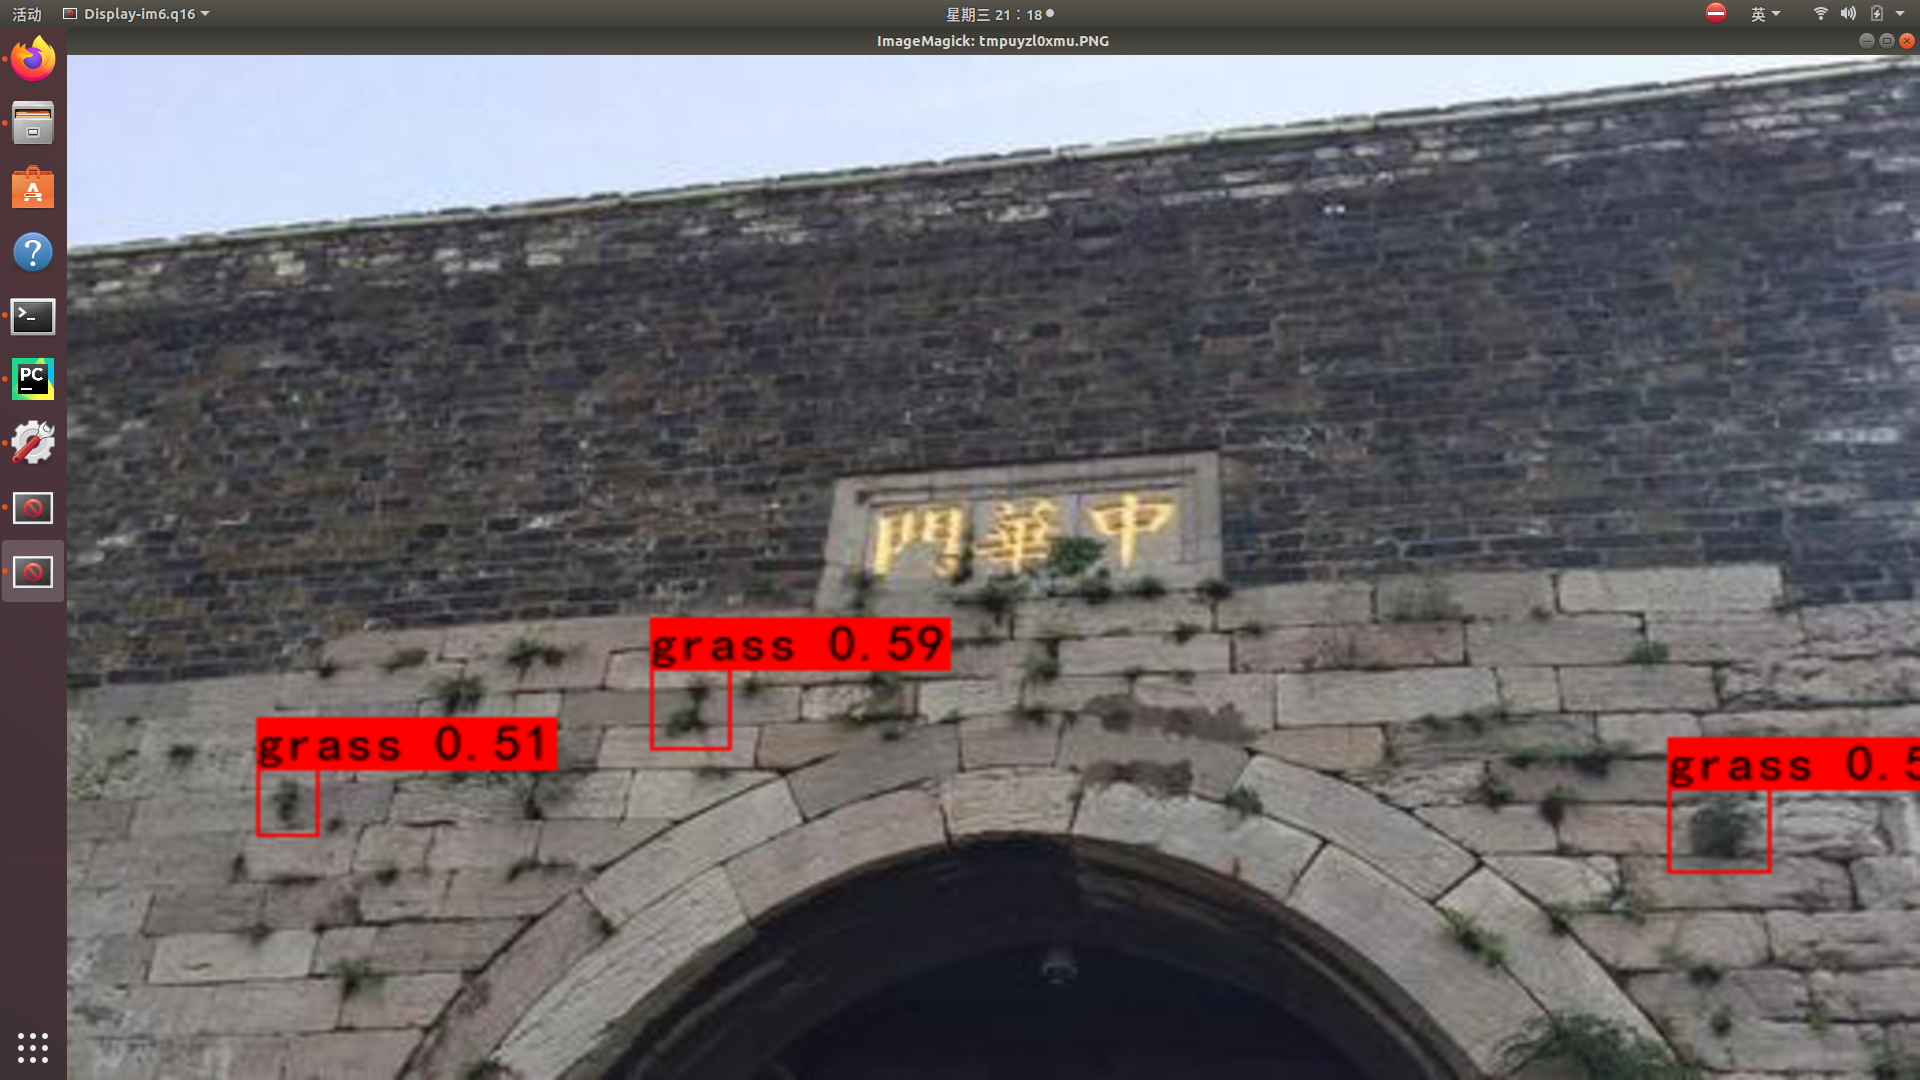 活动
Display-im6.q16
星期三 21：18
英
ImageMagick: tmpuyzl0xmu.PNG
PC
門華中
grass 0.59
grass 0.51
grass 0.5